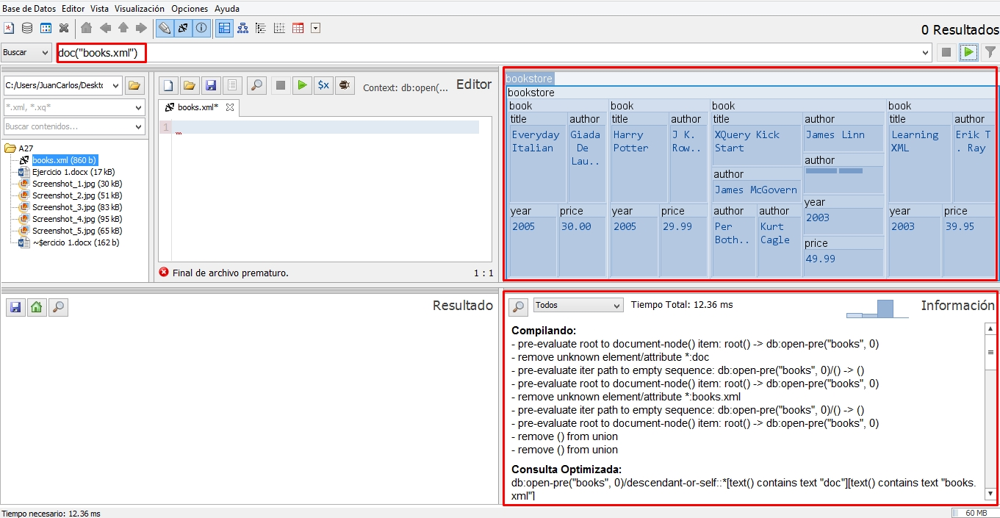 Base de Datos Editor Vista Visualización Opciones Ayuda
0 Resultados
Buscar doc("books.xml")
C:/Users/JuanCarlos/Deskto
*.xml, *.xq*
Buscar contenidos...
A27
books.xml (860 b)
Ejercicio 1.docx (17 kB)
Screenshot_1.jpg (30 kB)
Screenshot_2.jpg (51 kB)
Screenshot_3.jpg (83 kB)
Screenshot_4.jpg (95 kB)
Screenshot_5.jpg (65 kB)
~$ercicio 1.docx (162 b)
$x Context: db:open(... Editor
books.xml*
1
Final de archivo prematuro. 1 : 1
bookstore
bookstore
book book book book
title author title author title author title author
Everyday Giada Harry J K. XQuery Kick James Linn Learning Erik T
Italian De Potter Row.. Start XML . Ray
Lau.. author
author
James McGovern
year price year price author author year year price
2005 30.00 2005 29.99 Per Kurt 2003 2003 39.95
Both.. Cagle
price
49.99
Resultado
Todos Tiempo Total: 12.36 ms Información
Compilando:
- pre-evaluate root to document-node() item: root() -> db:open-pre("books", 0)
- remove unknown element/attribute *:doc
- pre-evaluate iter path to empty sequence: db:open-pre("books", 0)/() -> ()
- pre-evaluate root to document-node() item: root() -> db:open-pre("books", 0)
- remove unknown element/attribute *:books.xml
- pre-evaluate iter path to empty sequence: db:open-pre("books", 0)/() -> ()
- pre-evaluate root to document-node() item: root() -> db:open-pre("books", 0)
- remove () from union
- remove () from union
Consulta Optimizada:
db:open-pre("books", 0)/descendant-or-self::*[text() contains text "doc"][text() contains text "books.
xml"]
Tiempo necesario: 12.36 ms 60 MB